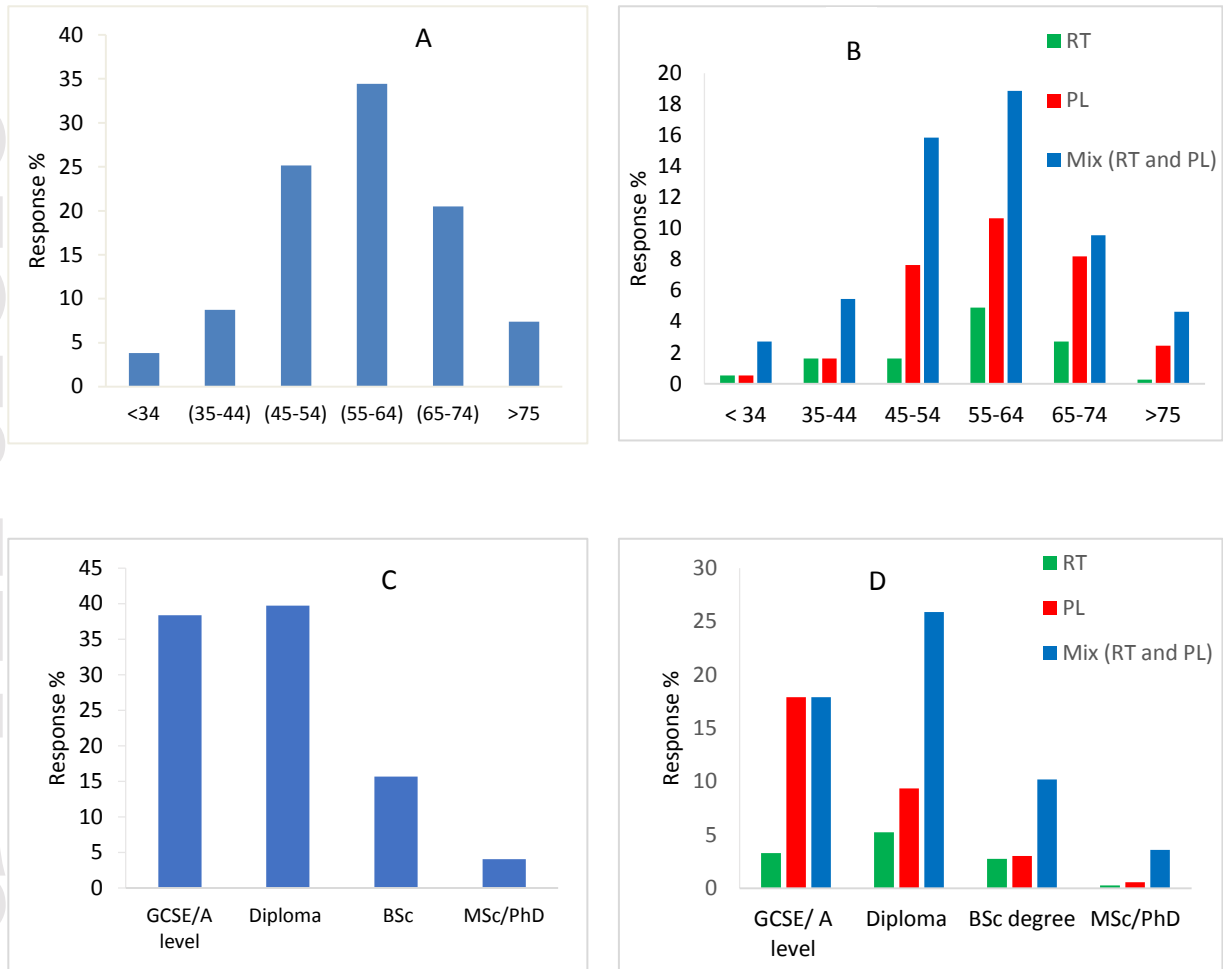 A
Response %
40
35
30
25
20
15
10
5
0
<34
(35-44)
(45-54)
(55-64)
(65-74)
>75
B
RT
PL
Mix (RT and PL)
Response %
20
18
16
14
12
10
8
6
4
2
0
< 34
35-44
45-54
55-64
65-74
>75
C
Response %
45
40
35
30
25
20
15
10
5
0
GCSE/A
level
Diploma
BSc
MSc/PhD
D
RT
PL
Mix (RT and PL)
Response %
30
25
20
15
10
5
0
GCSE/ A
level
Diploma
BSc degree
MSc/PhD